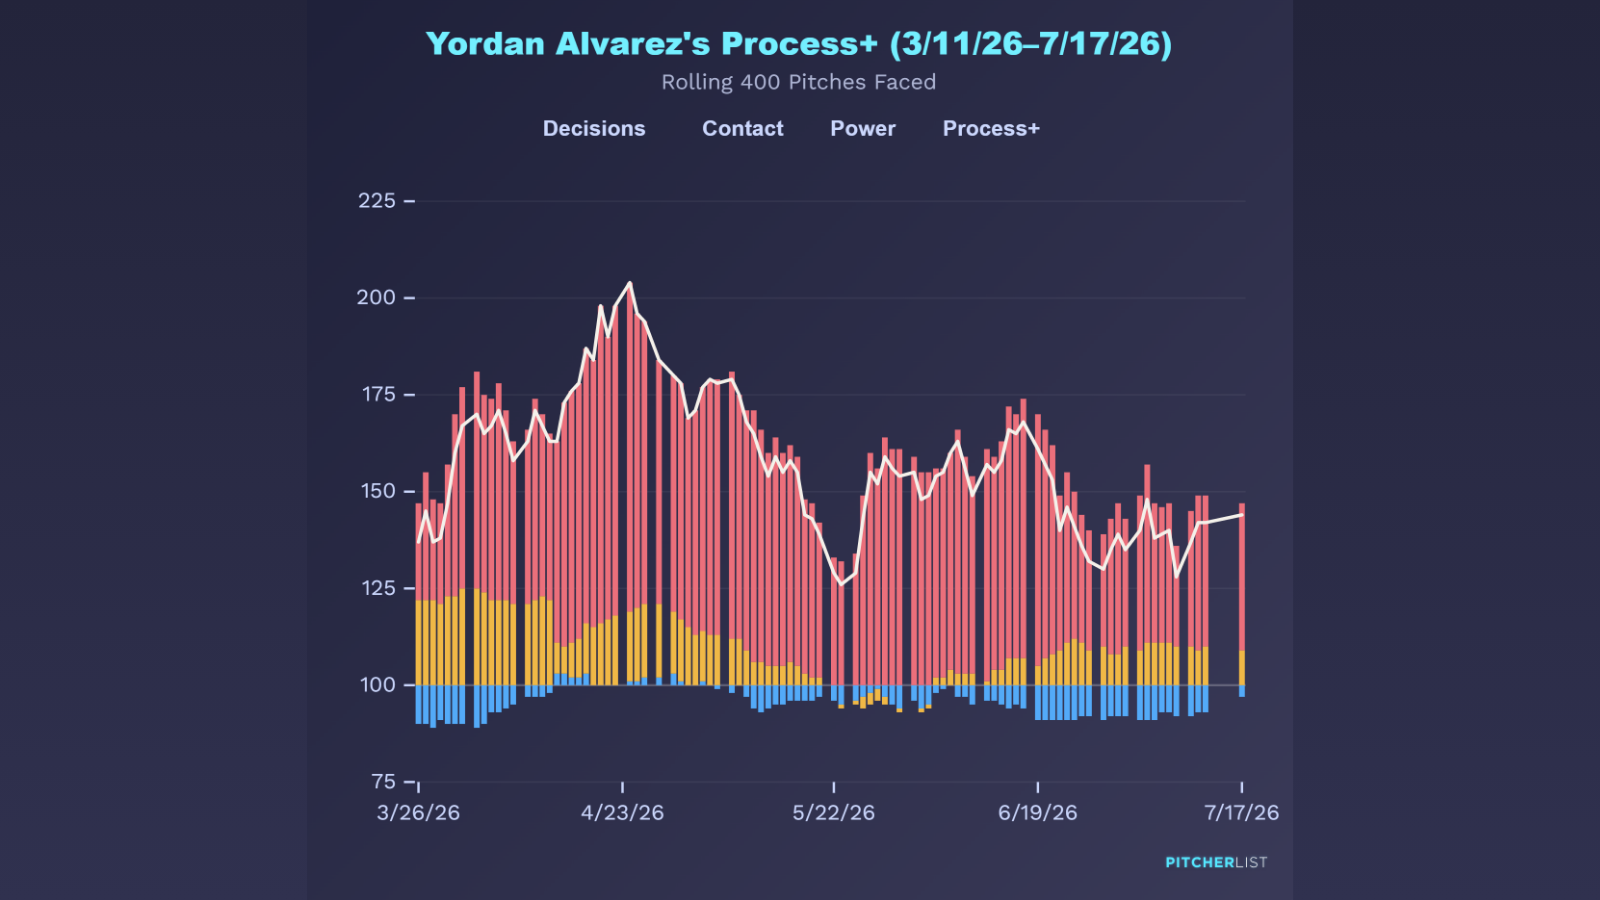 Yordan Alvarez's Process+ (3/11/26–7/17/26)
Rolling 400 Pitches Faced
Decisions Contact Power Process+
225
200
175
150
125
100
75
3/26/26 4/23/26 5/22/26 6/19/26 7/17/26
PITCHERLIST